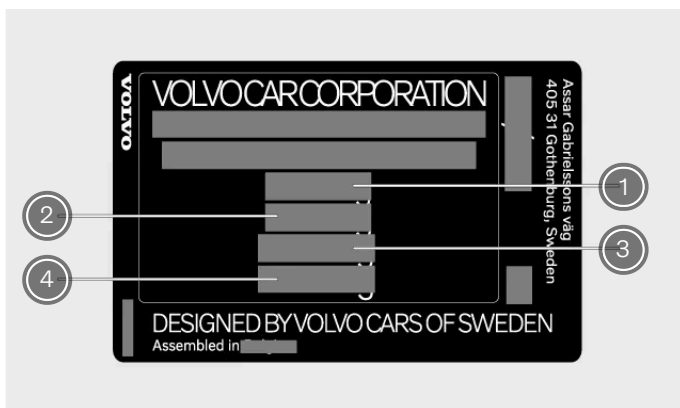 VOLVO
VOLVO CAR CORPORATION
Assar Gabrielssons väg
405 31 Gothenburg, Sweden
1
2
3
4
DESIGNED BY VOLVO CARS OF SWEDEN
Assembled in